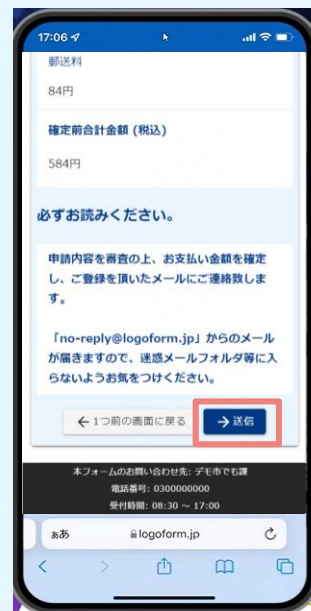 17:06
郵送料
84円
確定前合計金額 (税込)
584円
必ずお読みください。
申請内容を審査の上、お支払い金額を確定
し、ご登録を頂いたメールにご連絡致しま
す。
「no-reply@logoform.jp」からのメール
が届きますので、迷惑メールフォルダ等に入
らないようお気をつけください。
← 1つ前の画面に戻る
→ 送信
本フォームのお問い合わせ先: デモ市でも課
電話番号: 0300000000
受付時間: 08:30 ～ 17:00
ぁあ
logoform.jp